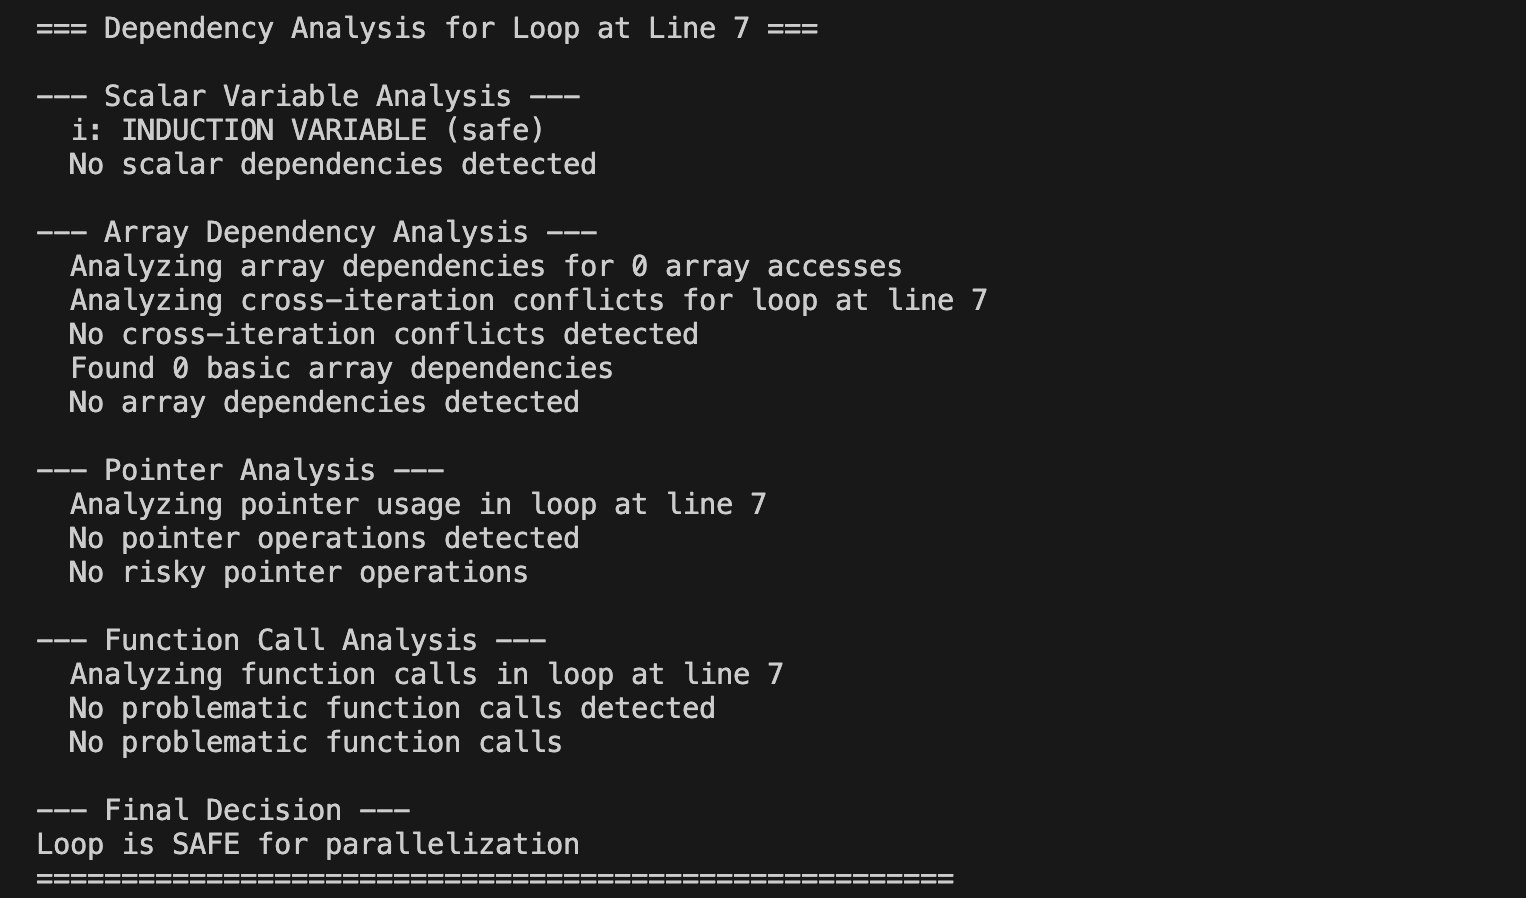 === Dependency Analysis for Loop at Line 7 ===
--- Scalar Variable Analysis ---
i: INDUCTION VARIABLE (safe)
No scalar dependencies detected
--- Array Dependency Analysis ---
Analyzing array dependencies for 0 array accesses
Analyzing cross-iteration conflicts for loop at line 7
No cross-iteration conflicts detected
Found 0 basic array dependencies
No array dependencies detected
--- Pointer Analysis ---
Analyzing pointer usage in loop at line 7
No pointer operations detected
No risky pointer operations
--- Function Call Analysis ---
Analyzing function calls in loop at line 7
No problematic function calls detected
No problematic function calls
--- Final Decision ---
Loop is SAFE for parallelization
======================================================